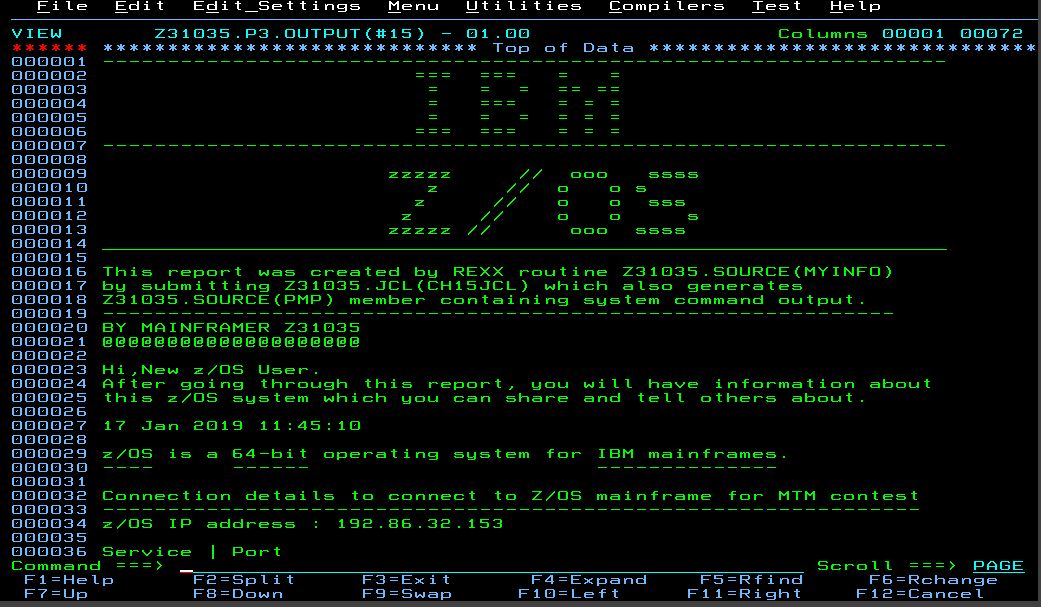 File  Edit  Edit_Settings  Menu  Utilities  Compilers  Test  Help
VIEW       Z31035.P3.OUTPUT(#15) - 01.00                   Columns 00001 00072
****** ***************************** Top of Data ******************************
000001 -----------------------------------------------------------------
000002                         ===  ===   =   =
000003                          =   =  =  == ==
000004                          =   ===   = = =
000005                          =   =  =  = = =
000006                         ===  ===   = = =
000007 -----------------------------------------------------------------
000008
000009                       zzzzz     //  ooo   ssss
000010                          z     //  o   o s
000011                         z     //   o   o  sss
000012                        z     //    o   o     s
000013                       zzzzz //      ooo  ssss
000014 _________________________________________________________________
000015
000016 This report was created by REXX routine Z31035.SOURCE(MYINFO)
000017 by submitting Z31035.JCL(CH15JCL) which also generates
000018 Z31035.SOURCE(PMP) member containing system command output.
000019 -------------------------------------------------------------
000020 BY MAINFRAMER Z31035
000021 @@@@@@@@@@@@@@@@@@@@
000022
000023 Hi,New z/OS User.
000024 After going through this report, you will have information about
000025 this z/OS system which you can share and tell others about.
000026
000027 17 Jan 2019 11:45:10
000028
000029 z/OS is a 64-bit operating system for IBM mainframes.
000030 ----      ------                      --------------
000031
000032 Connection details to connect to Z/OS mainframe for MTM contest
000033 ---------------------------------------------------------------
000034 z/OS IP address : 192.86.32.153
000035
000036 Service | Port
Command ===>                                                  Scroll ===> PAGE
F1=Help      F2=Split     F3=Exit      F4=Expand    F5=Rfind     F6=Rchange
F7=Up        F8=Down      F9=Swap      F10=Left     F11=Right    F12=Cancel